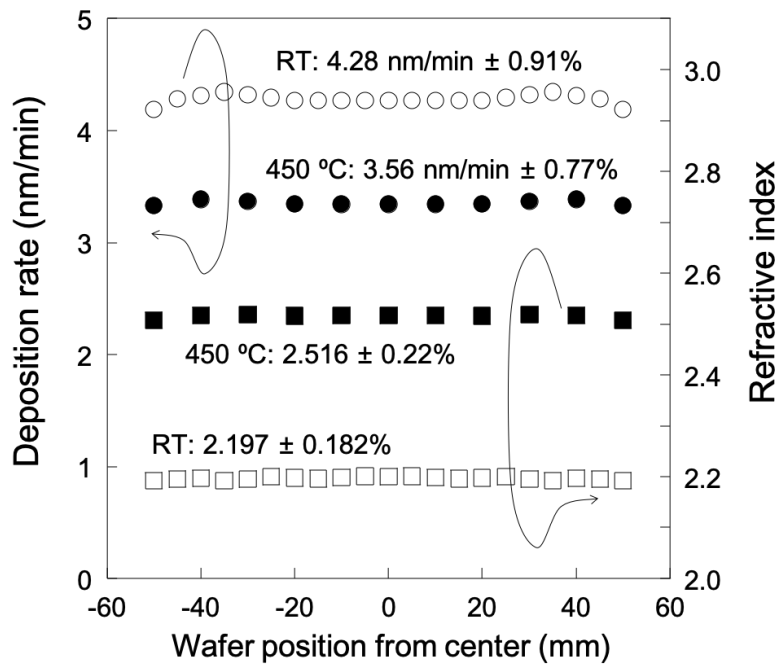 5
4
3
2
1
0
Deposition rate (nm/min)
RT: 4.28 nm/min ± 0.91%
450 ºC: 3.56 nm/min ± 0.77%
450 ºC: 2.516 ± 0.22%
RT: 2.197 ± 0.182%
3.0
2.8
2.6
2.4
2.2
2.0
Refractive index
-60 -40 -20 0 20 40 60
Wafer position from center (mm)